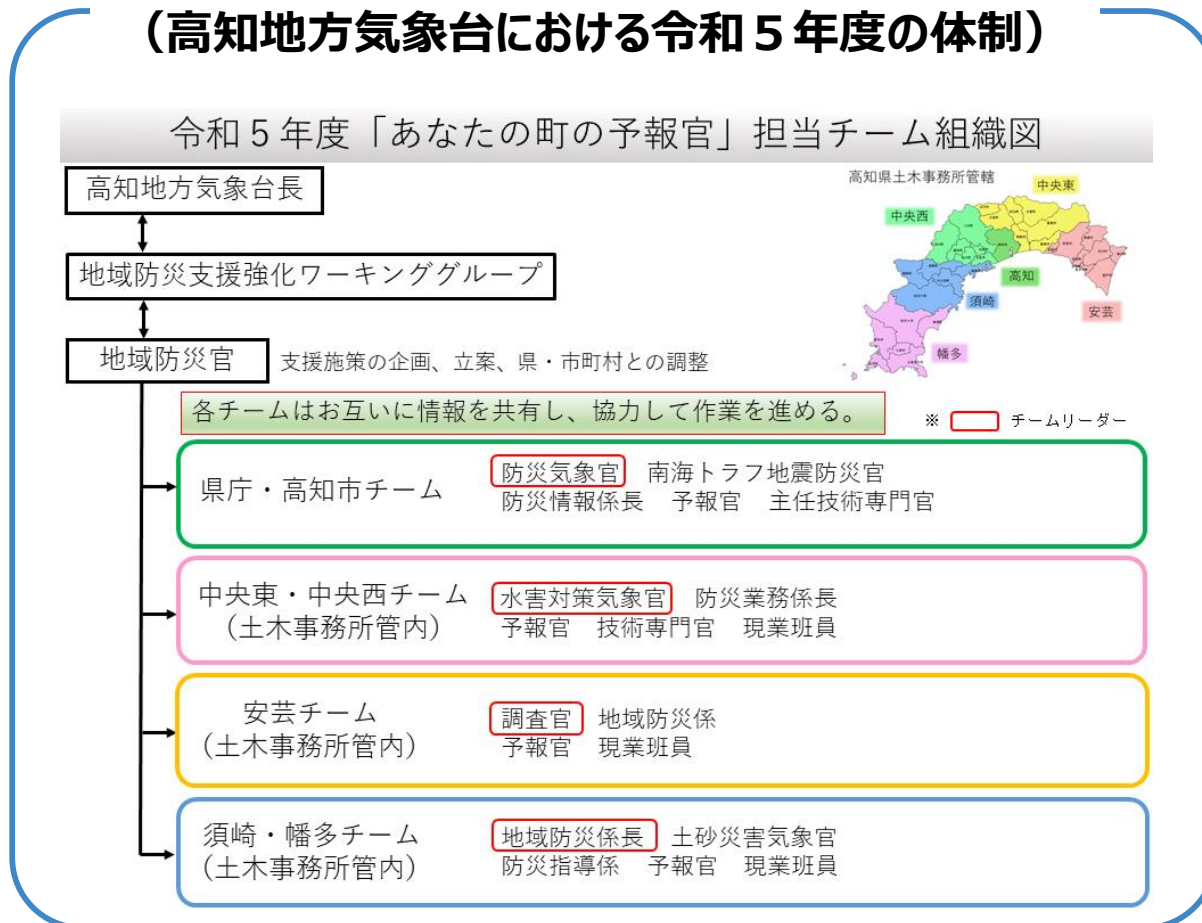 （高知地方気象台における令和５年度の体制）
令和５年度「あなたの町の予報官」担当チーム組織図
高知地方気象台長
高知県土木事務所管轄
中央東
中央西
高知
須崎
安芸
幡多
地域防災支援強化ワーキンググループ
地域防災官
支援施策の企画、立案、県・市町村との調整
各チームはお互いに情報を共有し、協力して作業を進める。
※ チームリーダー
県庁・高知市チーム
防災気象官 南海トラフ地震防災官
防災情報係長 予報官 主任技術専門官
中央東・中央西チーム
（土木事務所管内）
水害対策気象官 防災業務係長
予報官 技術専門官 現業班員
安芸チーム
（土木事務所管内）
調査官 地域防災係
予報官 現業班員
須崎・幡多チーム
（土木事務所管内）
地域防災係長 土砂災害気象官
防災指導係 予報官 現業班員